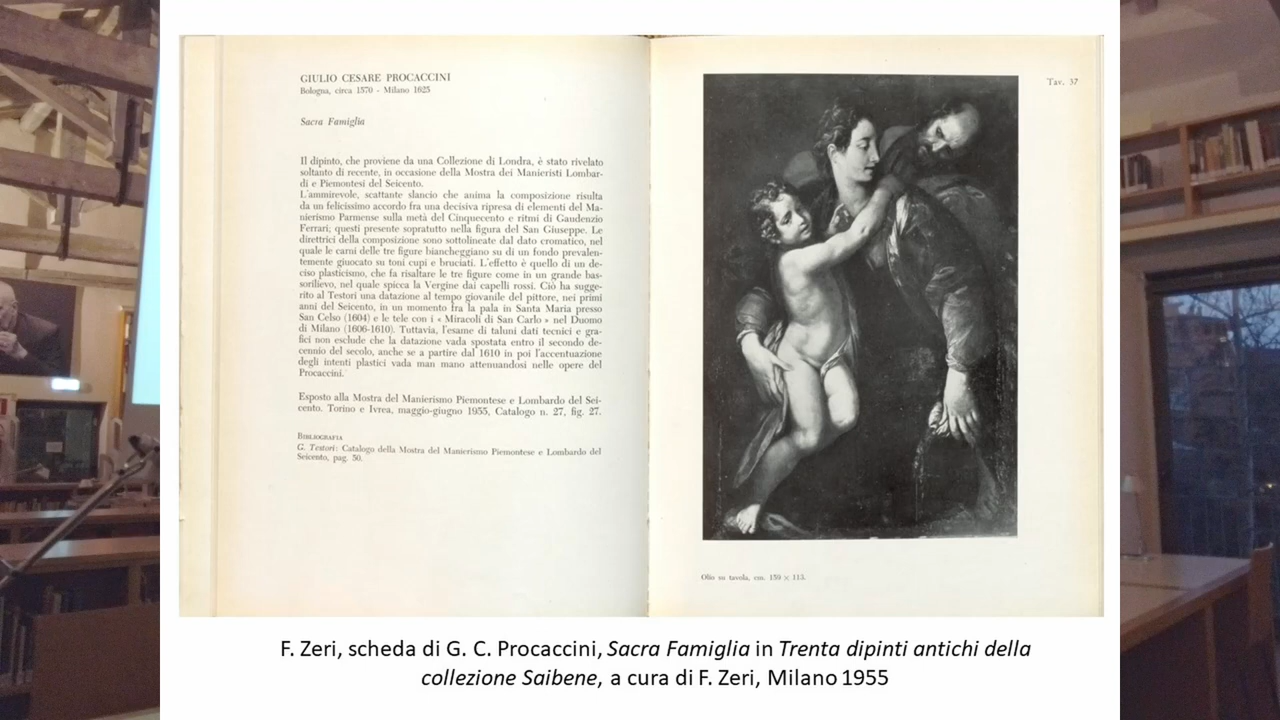 GIULIO CESARE PROCACCINI
Bologna, circa 1570 - Milano 1625
Sacra Famiglia
Il dipinto, che proviene da una Collezione di Londra, è stato rivelato
soltanto di recente, in occasione della Mostra dei Manieristi Lombar-
di e Piemontesi del Seicento.
L'ammirevole, scattante slancio che anima la composizione risulta
da un felicissimo accordo fra una decisiva ripresa di elementi del Ma-
nierismo Parmense sulla metà del Cinquecento e ritmi di Gaudenzio
Ferrari; questi presente sopratutto nella figura del San Giuseppe. Le
direttrici della composizione sono sottolineate dal dato cromatico, nel
quale le carni delle tre figure biancheggiano su di un fondo prevalen-
temente giuocato su toni cupi e bruciati. L'effetto è quello di un de-
ciso plasticismo, che fa risaltare le tre figure come in un grande bas-
sorilievo, nel quale spicca la Vergine dai capelli rossi. Ciò ha sugge-
rito al Testori una datazione al tempo giovanile del pittore, nei primi
anni del Seicento, in un momento fra la pala in Santa Maria presso
San Celso (1604) e le tele con i « Miracoli di San Carlo » nel Duomo
di Milano (1606-1610). Tuttavia, l'esame di taluni dati tecnici e gra-
fici non esclude che la datazione vada spostata entro il secondo de-
cennio del secolo, anche se a partire dal 1610 in poi l'accentuazione
degli intenti plastici vada man mano attenuandosi nelle opere del
Procaccini.
Esposto alla Mostra del Manierismo Piemontese e Lombardo del Sei-
cento. Torino e Ivrea, maggio-giugno 1955, Catalogo n. 27, fig. 27.
BIBLIOGRAFIA
G. Testori: Catalogo della Mostra del Manierismo Piemontese e Lombardo del
Seicento, pag. 50.
Tav. 37
Olio su tavola, cm. 159 × 113.
F. Zeri, scheda di G. C. Procaccini, Sacra Famiglia in Trenta dipinti antichi della
collezione Saibene, a cura di F. Zeri, Milano 1955